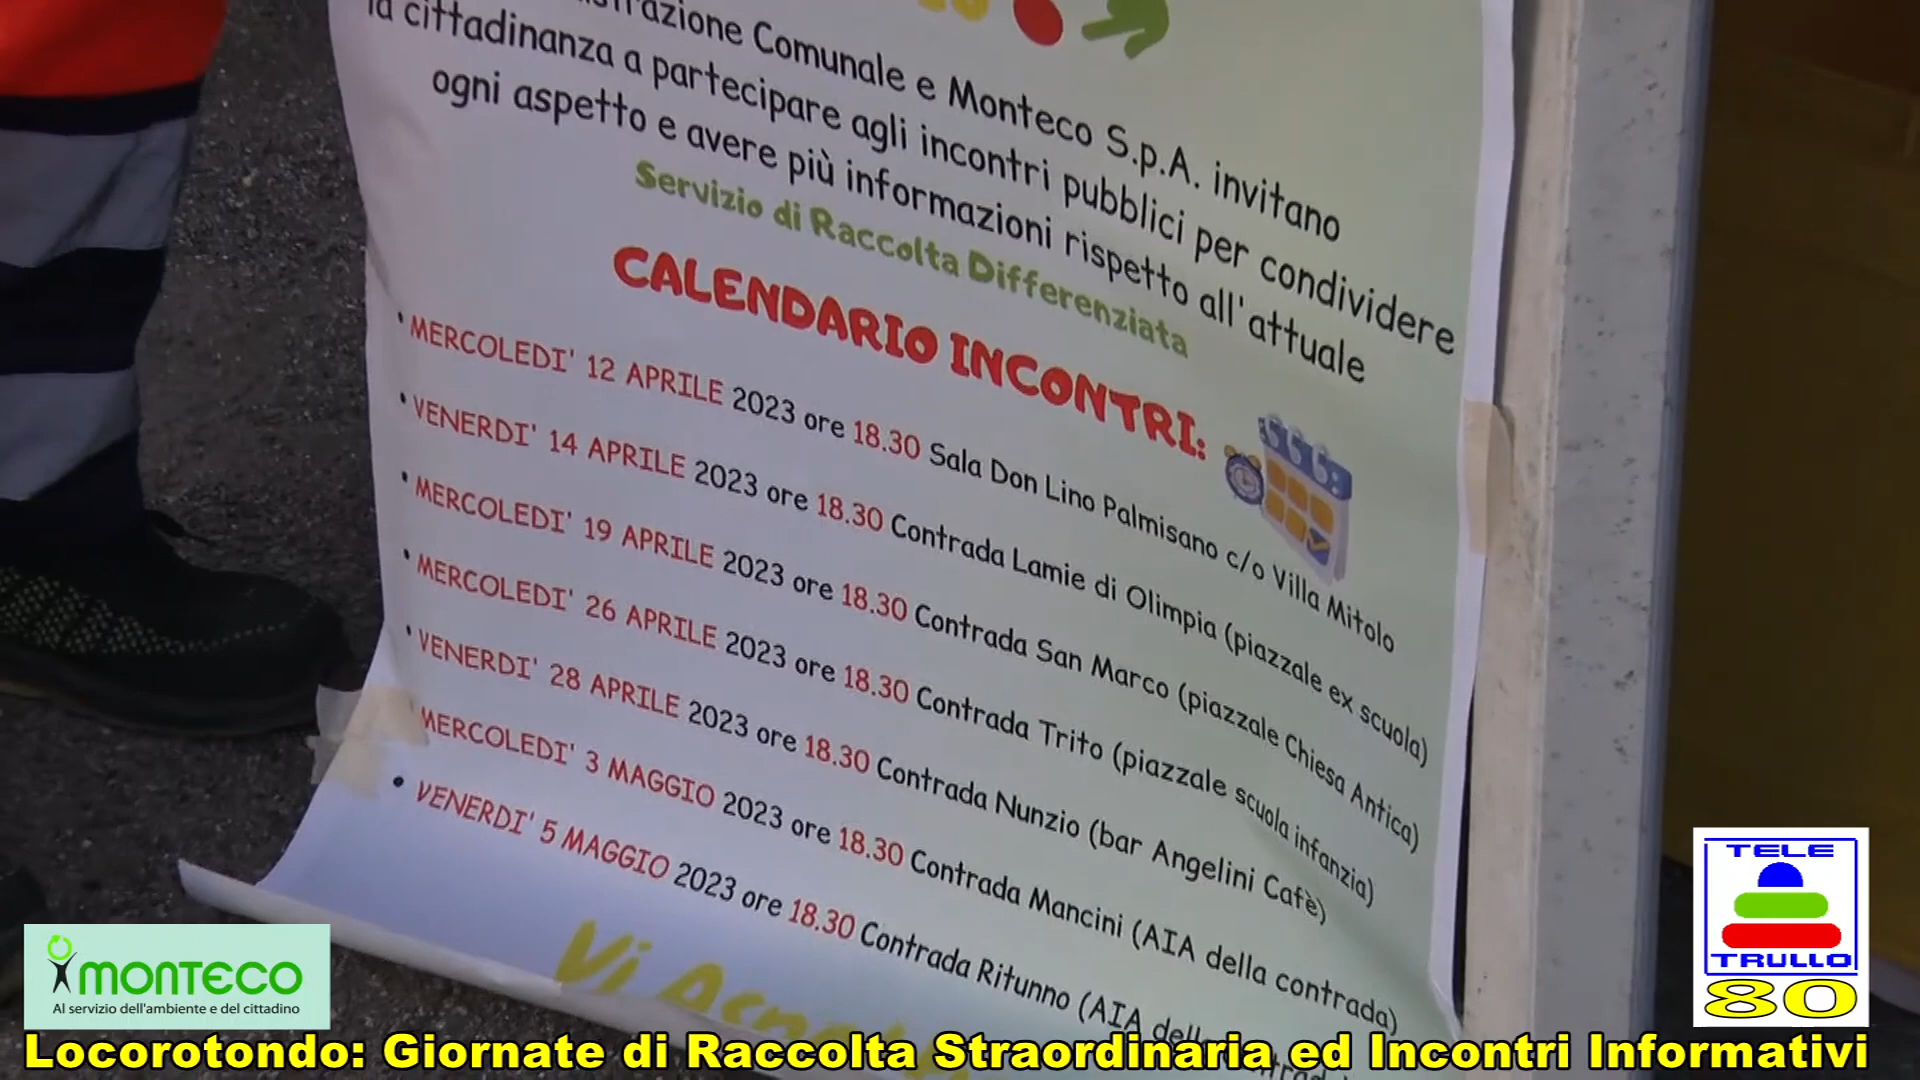 Comunale e Monteco S.p.A. invitano
la cittadinanza a partecipare agli incontri pubblici per condividere
ogni aspetto e avere più informazioni rispetto all'attuale
Servizio di Raccolta Differenziata
CALENDARIO INCONTRI:
• MERCOLEDI' 12 APRILE 2023 ore 18.30 Sala Don Lino Palmisano c/o Villa Mitolo
• VENERDI' 14 APRILE 2023 ore 18.30 Contrada Lamie di Olimpia (piazzale ex scuola)
• MERCOLEDI' 19 APRILE 2023 ore 18.30 Contrada San Marco (piazzale Chiesa Antica)
• MERCOLEDI' 26 APRILE 2023 ore 18.30 Contrada Trito (piazzale scuola infanzia)
• VENERDI' 28 APRILE 2023 ore 18.30 Contrada Nunzio (bar Angelini Cafè)
MERCOLEDI' 3 MAGGIO 2023 ore 18.30 Contrada Mancini (AIA della contrada)
• VENERDI' 5 MAGGIO 2023 ore 18.30 Contrada Ritunno (AIA della
Vi
MONTECO
Al servizio dell'ambiente e del cittadino
TELE
TRULLO
80
Locorotondo: Giornate di Raccolta Straordinaria ed Incontri Informativi